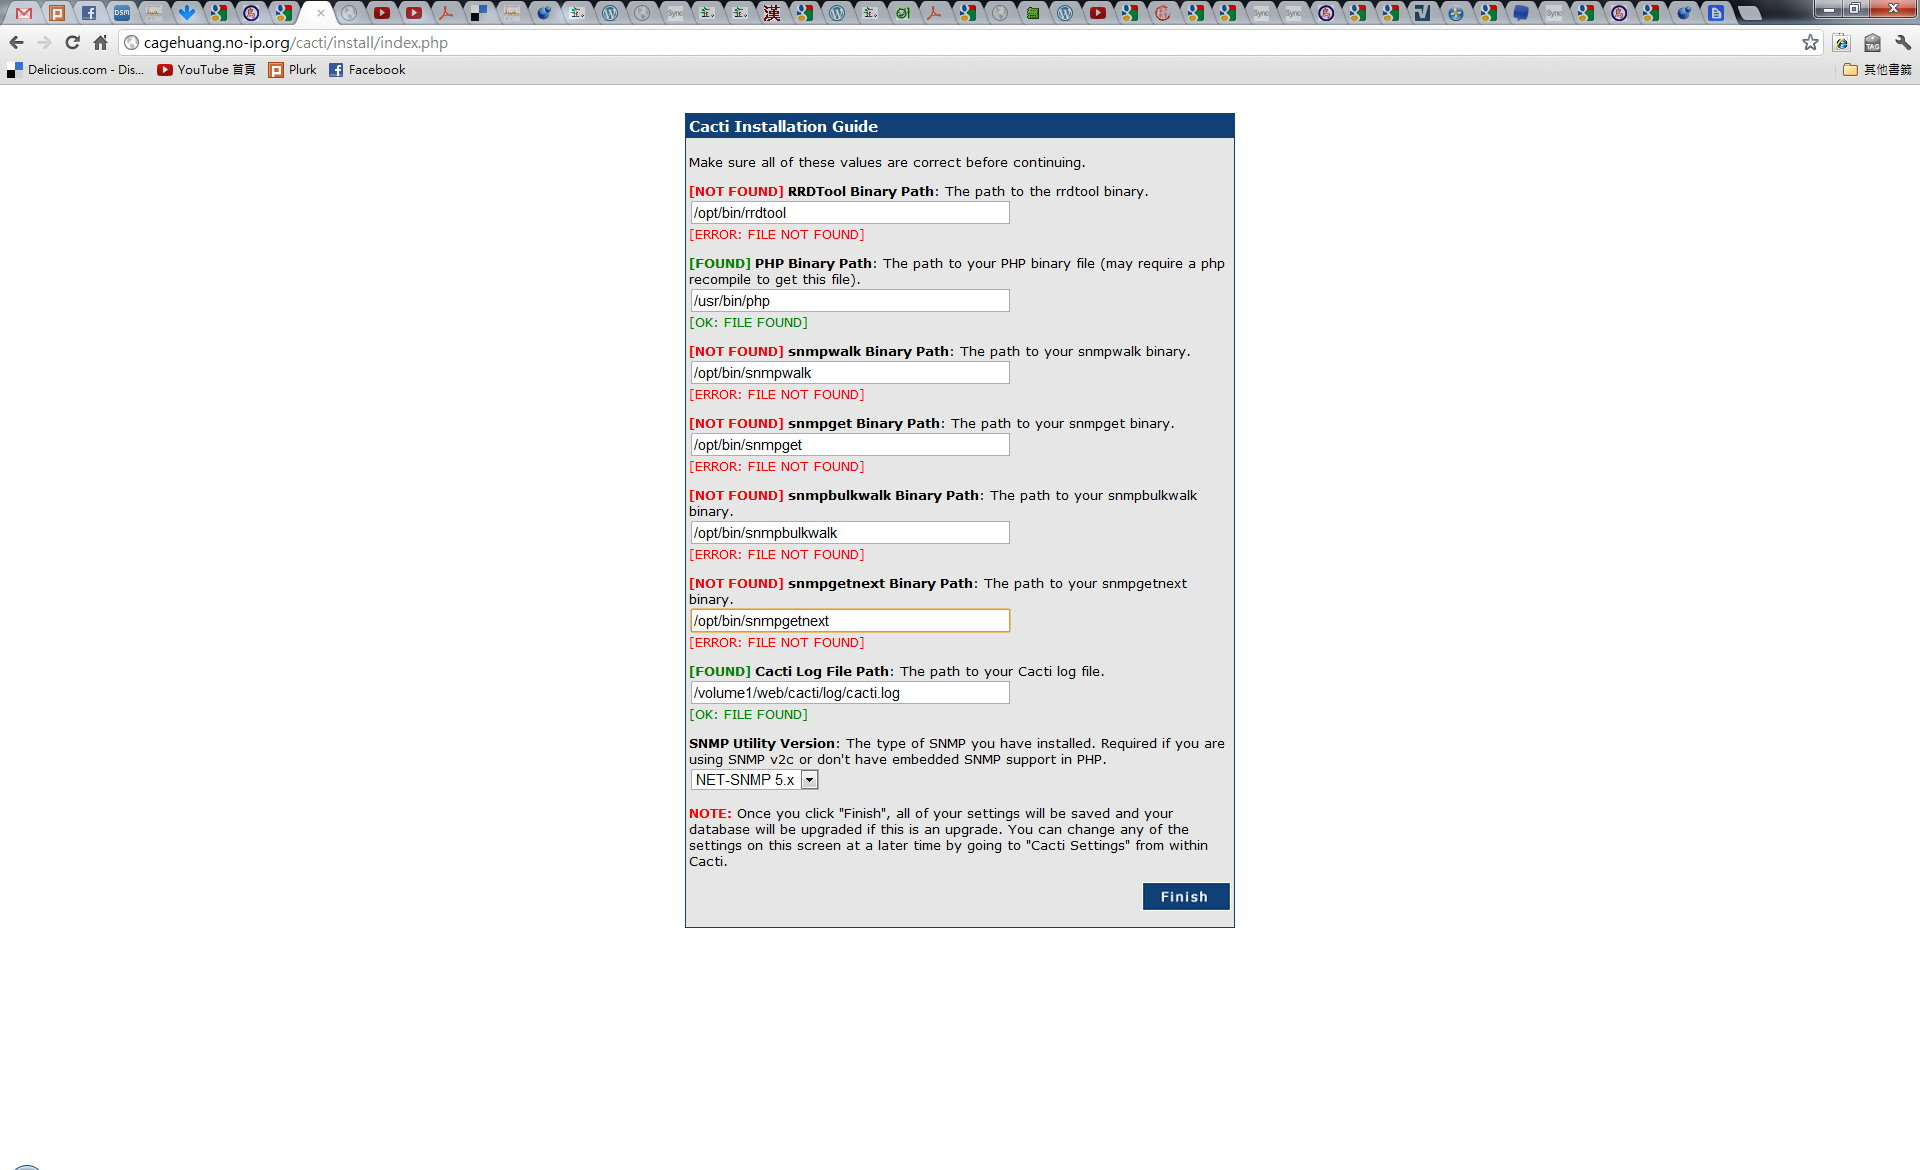 cagehuang.no-ip.org/cacti/install/index.php
Delicious.com - Dis... YouTube 首頁 Plurk Facebook 其他書籤
Cacti Installation Guide
Make sure all of these values are correct before continuing.
[NOT FOUND] RRDTool Binary Path: The path to the rrdtool binary.
/opt/bin/rrdtool
[ERROR: FILE NOT FOUND]
[FOUND] PHP Binary Path: The path to your PHP binary file (may require a php
recompile to get this file).
/usr/bin/php
[OK: FILE FOUND]
[NOT FOUND] snmpwalk Binary Path: The path to your snmpwalk binary.
/opt/bin/snmpwalk
[ERROR: FILE NOT FOUND]
[NOT FOUND] snmpget Binary Path: The path to your snmpget binary.
/opt/bin/snmpget
[ERROR: FILE NOT FOUND]
[NOT FOUND] snmpbulkwalk Binary Path: The path to your snmpbulkwalk
binary.
/opt/bin/snmpbulkwalk
[ERROR: FILE NOT FOUND]
[NOT FOUND] snmpgetnext Binary Path: The path to your snmpgetnext
binary.
/opt/bin/snmpgetnext
[ERROR: FILE NOT FOUND]
[FOUND] Cacti Log File Path: The path to your Cacti log file.
/volume1/web/cacti/log/cacti.log
[OK: FILE FOUND]
SNMP Utility Version: The type of SNMP you have installed. Required if you are
using SNMP v2c or don't have embedded SNMP support in PHP.
NET-SNMP 5.x
NOTE: Once you click "Finish", all of your settings will be saved and your
database will be upgraded if this is an upgrade. You can change any of the
settings on this screen at a later time by going to "Cacti Settings" from within
Cacti.
Finish